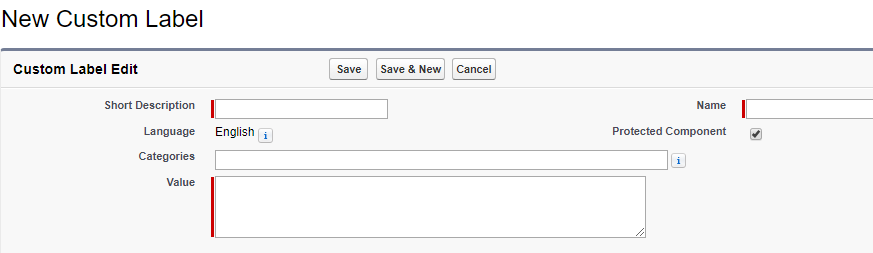 New Custom Label
Custom Label Edit Save Save & New Cancel
Short Description Name
Language English i Protected Component
Categories i
Value